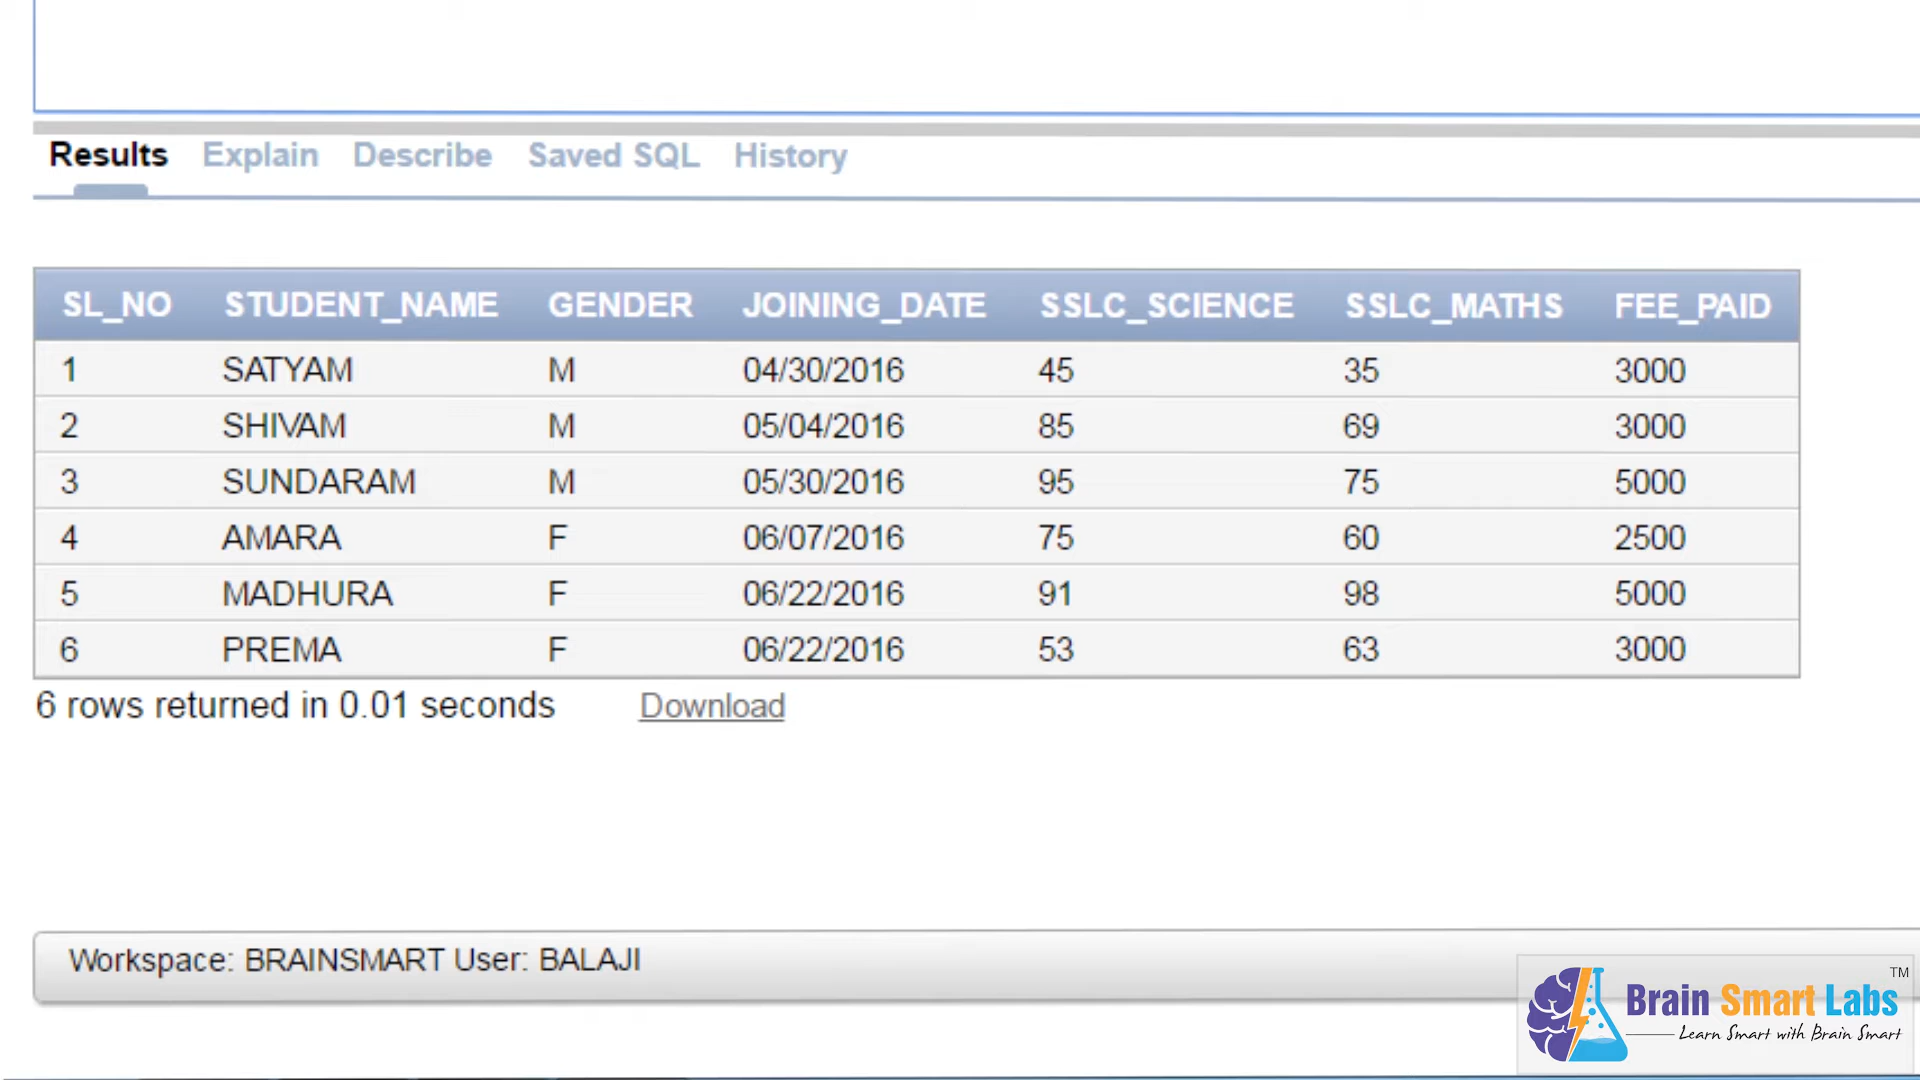 Results Explain Describe Saved SQL History
SL_NO STUDENT_NAME GENDER JOINING_DATE SSLC_SCIENCE SSLC_MATHS FEE_PAID
1 SATYAM M 04/30/2016 45 35 3000
2 SHIVAM M 05/04/2016 85 69 3000
3 SUNDARAM M 05/30/2016 95 75 5000
4 AMARA F 06/07/2016 75 60 2500
5 MADHURA F 06/22/2016 91 98 5000
6 PREMA F 06/22/2016 53 63 3000
6 rows returned in 0.01 seconds Download
Workspace: BRAINSMART User: BALAJI
TM
Brain Smart Labs
Learn Smart with Brain Smart